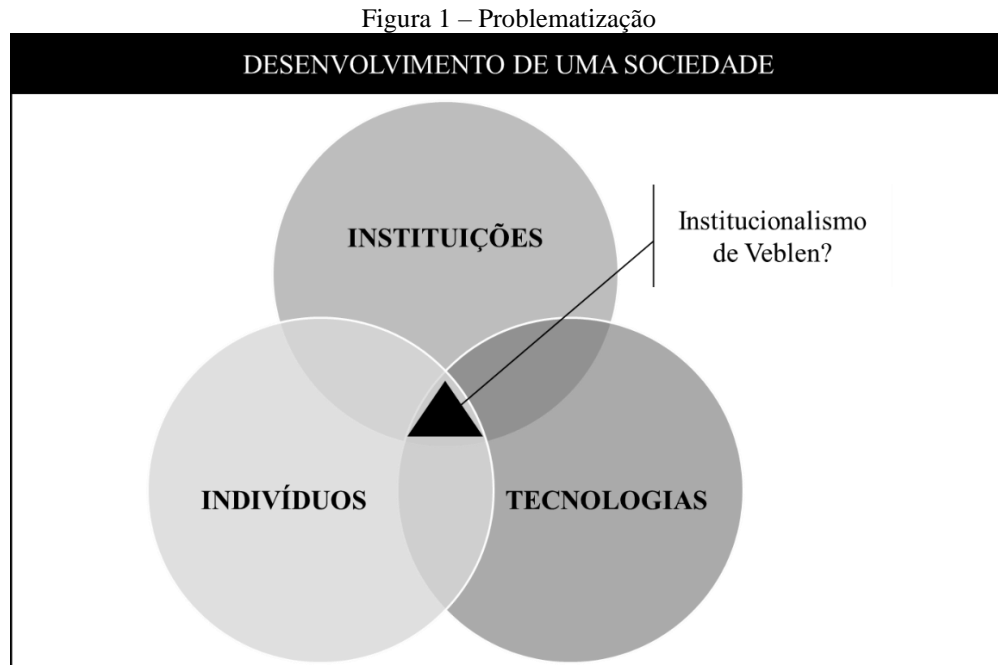 Figura 1 – Problematização
DESENVOLVIMENTO DE UMA SOCIEDADE
INSTITUIÇÕES
Institucionalismo
de Veblen?
INDIVÍDUOS
TECNOLOGIAS